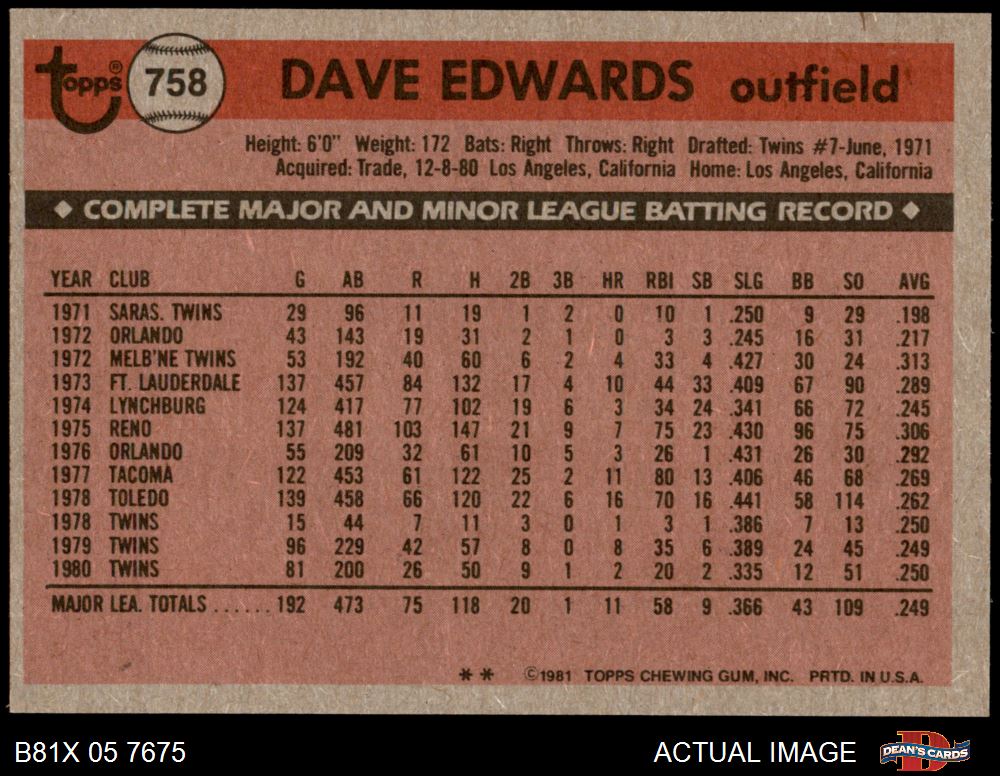 topps® 758 DAVE EDWARDS outfield
Height: 6'0" Weight: 172 Bats: Right Throws: Right Drafted: Twins #7-June, 1971
Acquired: Trade, 12-8-80 Los Angeles, California Home: Los Angeles, California
◆ COMPLETE MAJOR AND MINOR LEAGUE BATTING RECORD ◆
YEAR CLUB G AB R H 2B 3B HR RBI SB SLG BB SO AVG
1971 SARAS. TWINS 29 96 11 19 1 2 0 10 1 .250 9 29 .198
1972 ORLANDO 43 143 19 31 2 1 0 3 3 .245 16 31 .217
1972 MELB'NE TWINS 53 192 40 60 6 2 4 33 4 .427 30 24 .313
1973 FT. LAUDERDALE 137 457 84 132 17 4 10 44 33 .409 67 90 .289
1974 LYNCHBURG 124 417 77 102 19 6 3 34 24 .341 66 72 .245
1975 RENO 137 481 103 147 21 9 7 75 23 .430 96 75 .306
1976 ORLANDO 55 209 32 61 10 5 3 26 1 .431 26 30 .292
1977 TACOMA 122 453 61 122 25 2 11 80 13 .406 46 68 .269
1978 TOLEDO 139 458 66 120 22 6 16 70 16 .441 58 114 .262
1978 TWINS 15 44 7 11 3 0 1 3 1 .386 7 13 .250
1979 TWINS 96 229 42 57 8 0 8 35 6 .389 24 45 .249
1980 TWINS 81 200 26 50 9 1 2 20 2 .335 12 51 .250
MAJOR LEA. TOTALS ...... 192 473 75 118 20 1 11 58 9 .366 43 109 .249
** ©1981 TOPPS CHEWING GUM, INC. PRTD. IN U.S.A.
B81X 05 7675 ACTUAL IMAGE DEAN'S CARDS